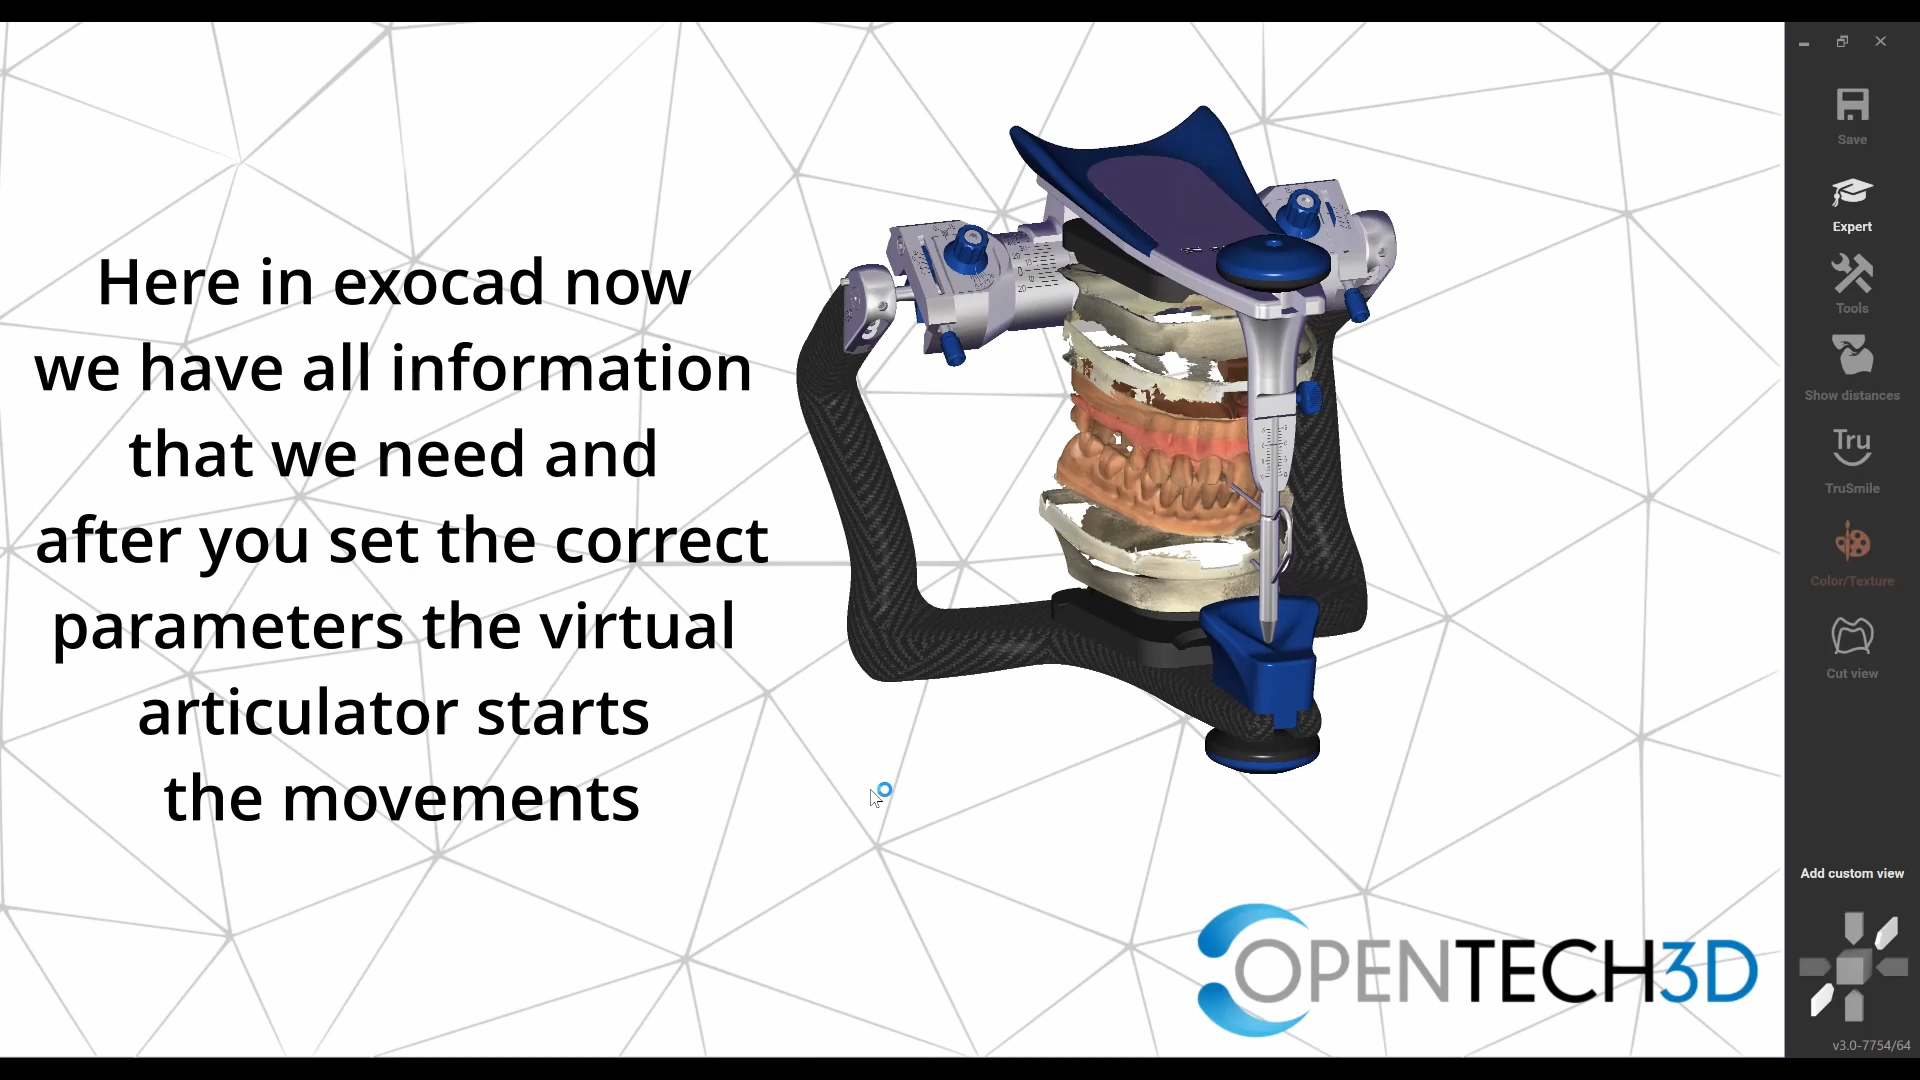 Here in exocad now
we have all information
that we need and
after you set the correct
parameters the virtual
articulator starts
the movements
OPENTECH3D
Save
Expert
Tools
Show distances
Tru
TruSmile
Color/Texture
Cut view
Add custom view
v3.0-7754/64